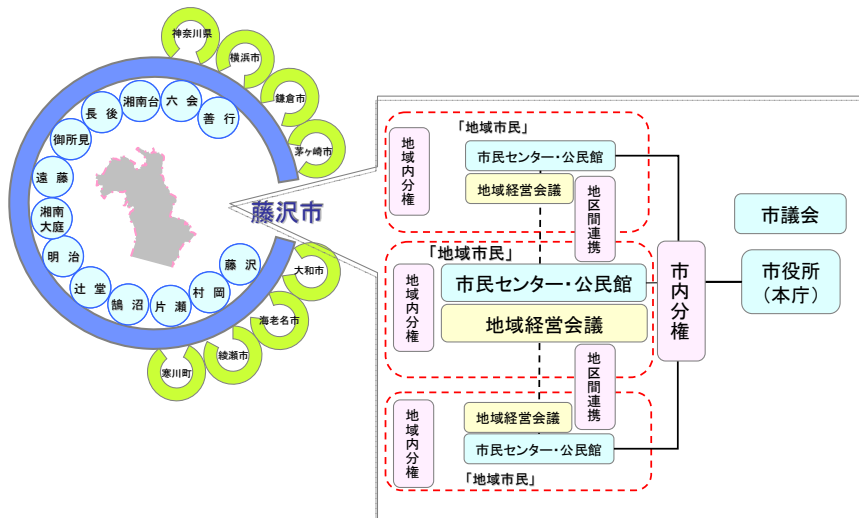 神奈川県
横浜市
鎌倉市
茅ヶ崎市
善行
六会
湘南台
長後
御所見
遠藤
湘南
大庭
明治
辻堂
鵠沼
片瀬
村岡
藤沢
藤沢市
大和市
海老名市
綾瀬市
寒川町
「地域市民」
地域内分権
市民センター・公民館
地域経営会議
地区間連携
「地域市民」
地域内分権
市民センター・公民館
地域経営会議
地区間連携
地域内分権
地域経営会議
市民センター・公民館
「地域市民」
市内分権
市議会
市役所
（本庁）